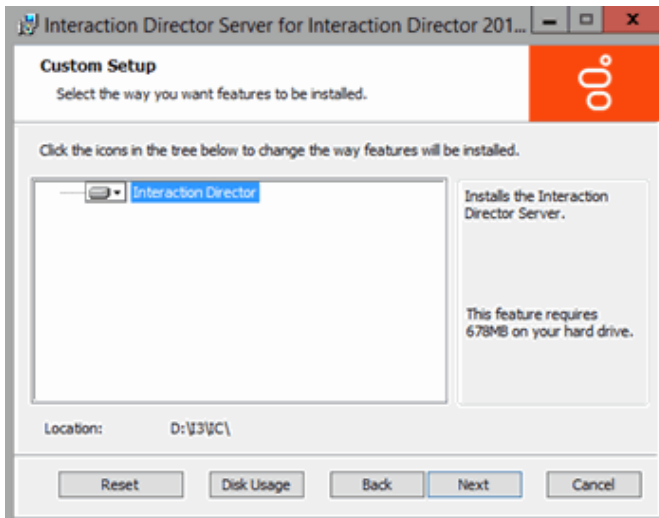 Interaction Director Server for Interaction Director 201...
Custom Setup
Select the way you want features to be installed.
Click the icons in the tree below to change the way features will be installed.
Interaction Director
Installs the Interaction
Director Server.
This feature requires
678MB on your hard drive.
Location: D:\I3\IC\
Reset Disk Usage Back Next Cancel